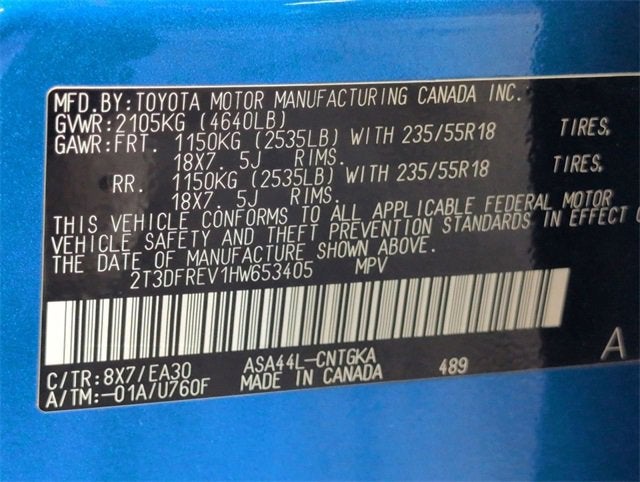 MFD.BY:TOYOTA MOTOR MANUFACTURING CANADA INC.
GVWR:2105KG (4640LB)
GAWR:FRT. 1150KG (2535LB) WITH 235/55R18 TIRES,
18X7. 5J RIMS.
RR. 1150KG (2535LB) WITH 235/55R18 TIRES,
18X7. 5J RIMS.
THIS VEHICLE CONFORMS TO ALL APPLICABLE FEDERAL MOTOR
VEHICLE SAFETY AND THEFT PREVENTION STANDARDS IN EFFECT
THE DATE OF MANUFACTURE SHOWN ABOVE.
2T3DFREV1HW653405 MPV
C/TR:8X7/EA30 ASA44L-CNTGKA 489 A
A/TM:-01A/U760F MADE IN CANADA